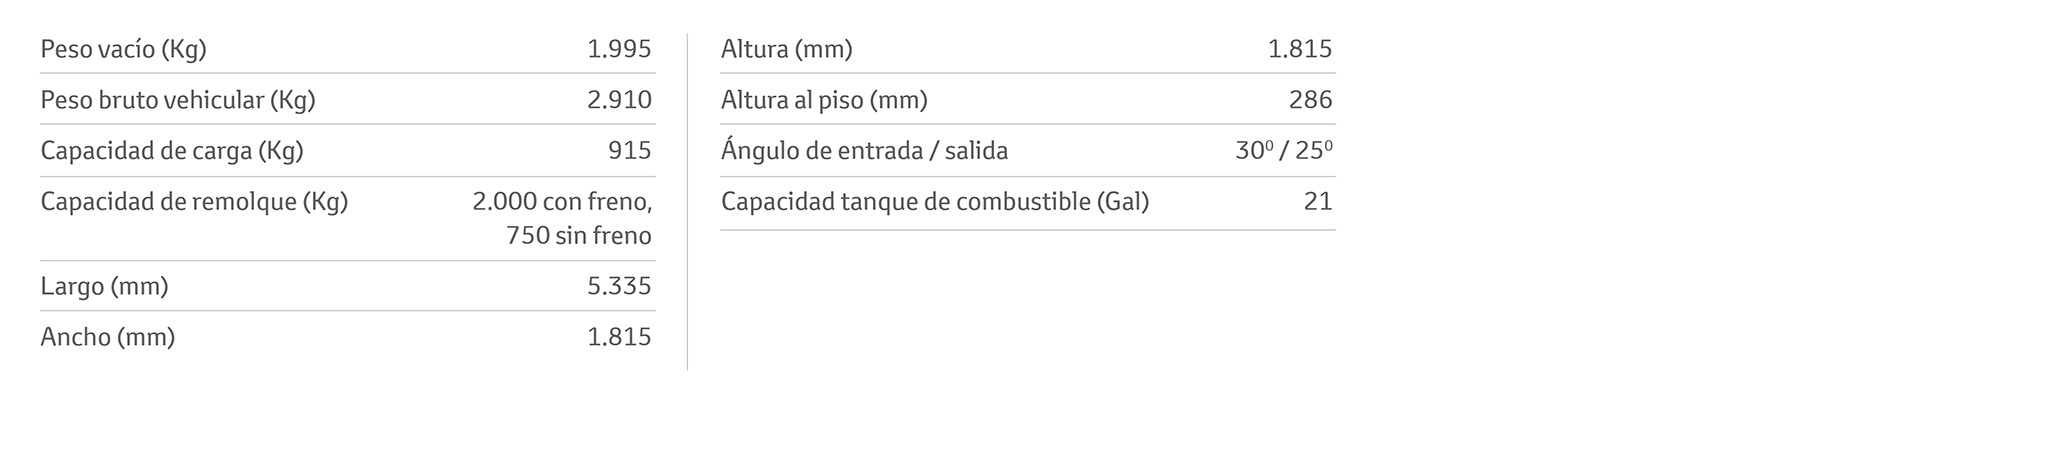 Peso vacío (Kg) 1.995
Peso bruto vehicular (Kg) 2.910
Capacidad de carga (Kg) 915
Capacidad de remolque (Kg) 2.000 con freno,
750 sin freno
Largo (mm) 5.335
Ancho (mm) 1.815
Altura (mm) 1.815
Altura al piso (mm) 286
Ángulo de entrada / salida 30⁰ / 25⁰
Capacidad tanque de combustible (Gal) 21